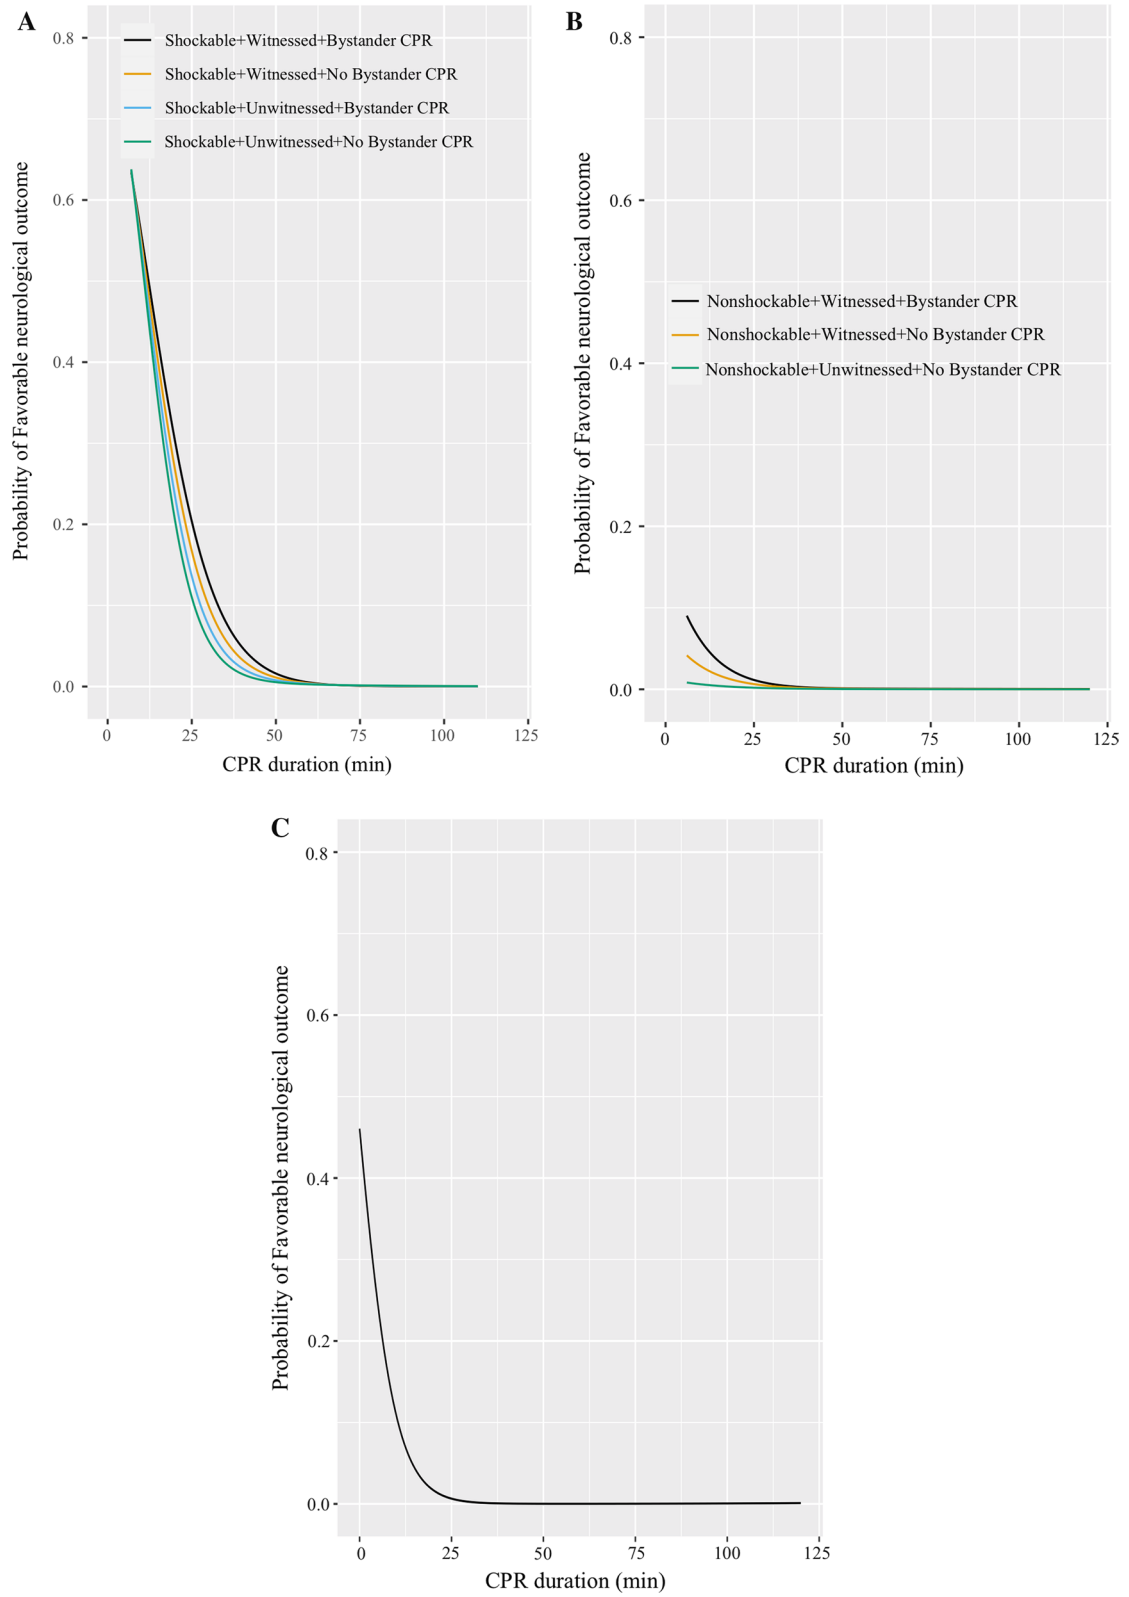 A
0.8
Shockable+Witnessed+Bystander CPR
Shockable+Witnessed+No Bystander CPR
Shockable+Unwitnessed+Bystander CPR
Shockable+Unwitnessed+No Bystander CPR
Probability of Favorable neurological outcome
0.6
0.4
0.2
0.0
0 25 50 75 100 125
CPR duration (min)
B
0.8
0.6
Probability of Favorable neurological outcome
Nonshockable+Witnessed+Bystander CPR
Nonshockable+Witnessed+No Bystander CPR
Nonshockable+Unwitnessed+No Bystander CPR
0.4
0.2
0.0
0 25 50 75 100 125
CPR duration (min)
C
0.8
Probability of Favorable neurological outcome
0.6
0.4
0.2
0.0
0 25 50 75 100 125
CPR duration (min)